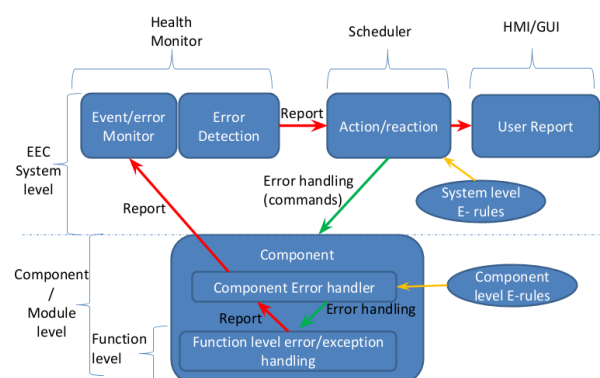 Health
Monitor
Scheduler
HMI/GUI
Event/error
Monitor
Error
Detection
Report
Action/reaction
User Report
EEC
System
level
Error handling
(commands)
System level
E- rules
Report
Component
/
Module
level
Component
Component Error handler
Component
level E-rules
Report
Error handling
Function
level
Function level error/exception
handling